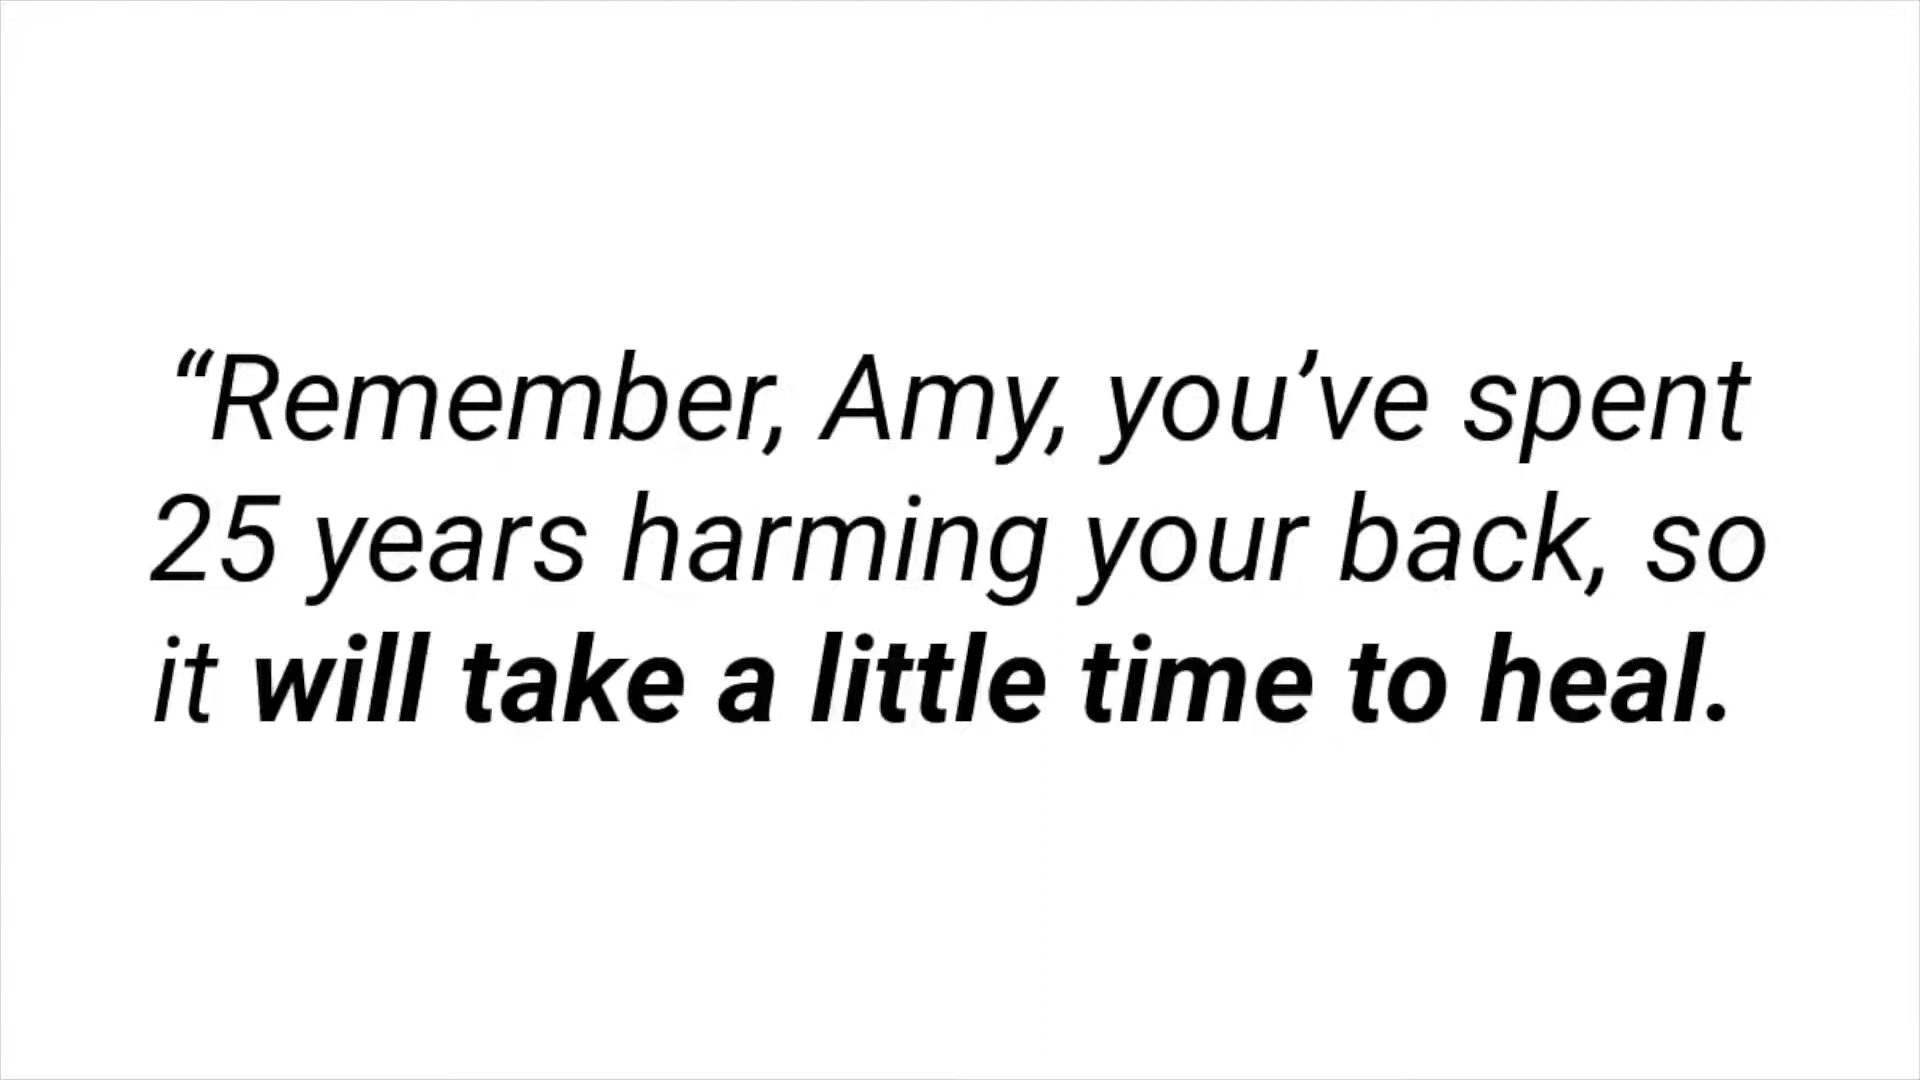 “Remember, Amy, you’ve spent
25 years harming your back, so
it will take a little time to heal.